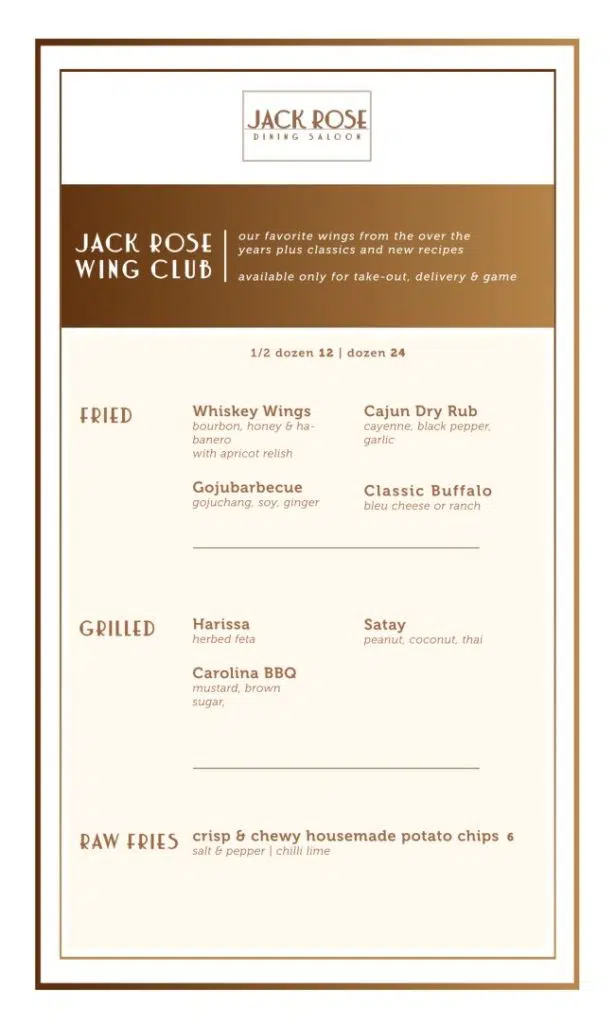 JACK ROSE
DINING SALOON
JACK ROSE
WING CLUB
our favorite wings from the over the
years plus classics and new recipes
available only for take-out, delivery & game
1/2 dozen 12 | dozen 24
FRIED
Whiskey Wings
bourbon, honey & ha-
banero
with apricot relish
Cajun Dry Rub
cayenne, black pepper,
garlic
Gojubarbecue
gojuchang, soy, ginger
Classic Buffalo
bleu cheese or ranch
GRILLED
Harissa
herbed feta
Satay
peanut, coconut, thai
Carolina BBQ
mustard, brown
sugar,
RAW FRIES
crisp & chewy housemade potato chips 6
salt & pepper | chilli lime